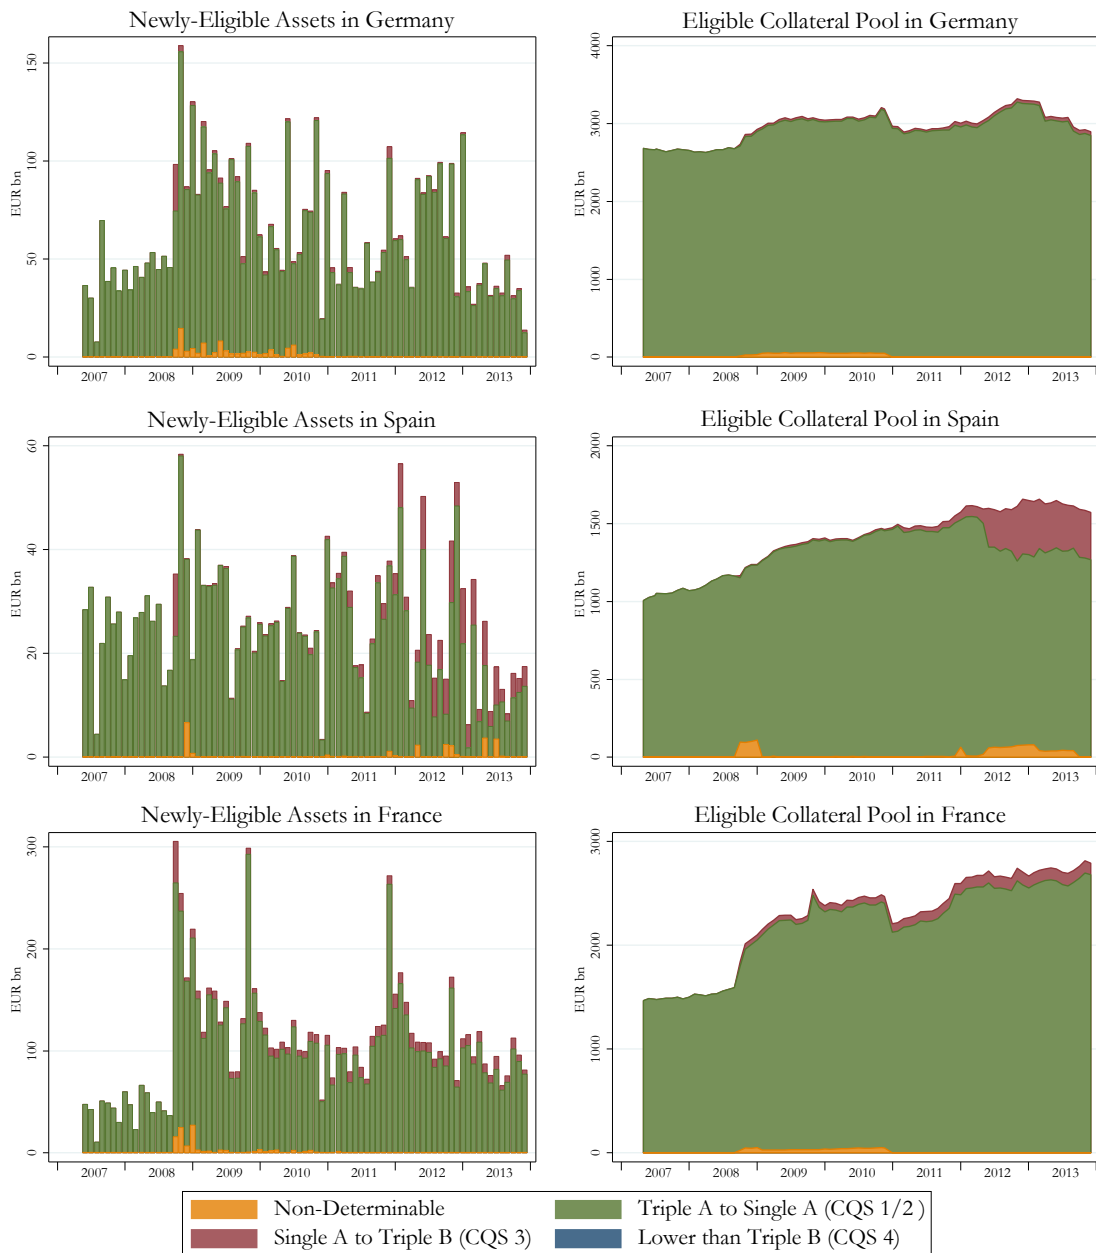 Newly-Eligible Assets in Germany
EUR bn
150
100
50
0
2007 2008 2009 2010 2011 2012 2013
Eligible Collateral Pool in Germany
EUR bn
4000
3000
2000
1000
0
2007 2008 2009 2010 2011 2012 2013
Newly-Eligible Assets in Spain
EUR bn
60
40
20
0
2007 2008 2009 2010 2011 2012 2013
Eligible Collateral Pool in Spain
EUR bn
2000
1500
1000
500
0
2007 2008 2009 2010 2011 2012 2013
Newly-Eligible Assets in France
EUR bn
300
200
100
0
2007 2008 2009 2010 2011 2012 2013
Eligible Collateral Pool in France
EUR bn
3000
2000
1000
0
2007 2008 2009 2010 2011 2012 2013
Non-Determinable
Triple A to Single A (CQS 1/2 )
Single A to Triple B (CQS 3)
Lower than Triple B (CQS 4)